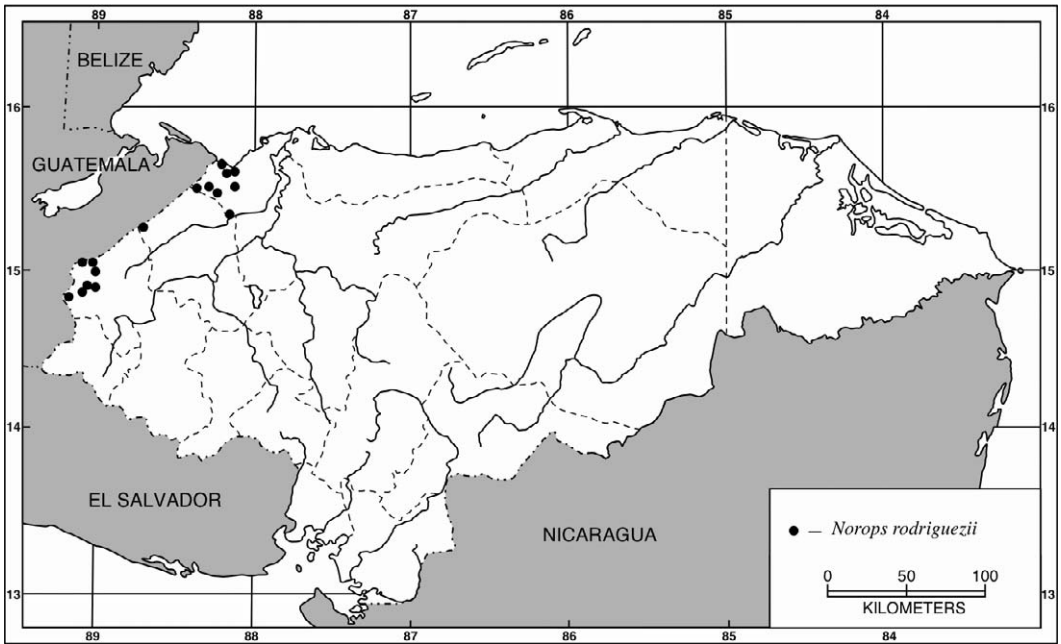 89 88 87 86 85 84
BELIZE
16 16
GUATEMALA
15 15
14 14
EL SALVADOR
NICARAGUA
● — Norops rodriguezii
0 50 100
KILOMETERS
13 13
89 88 87 86 85 84